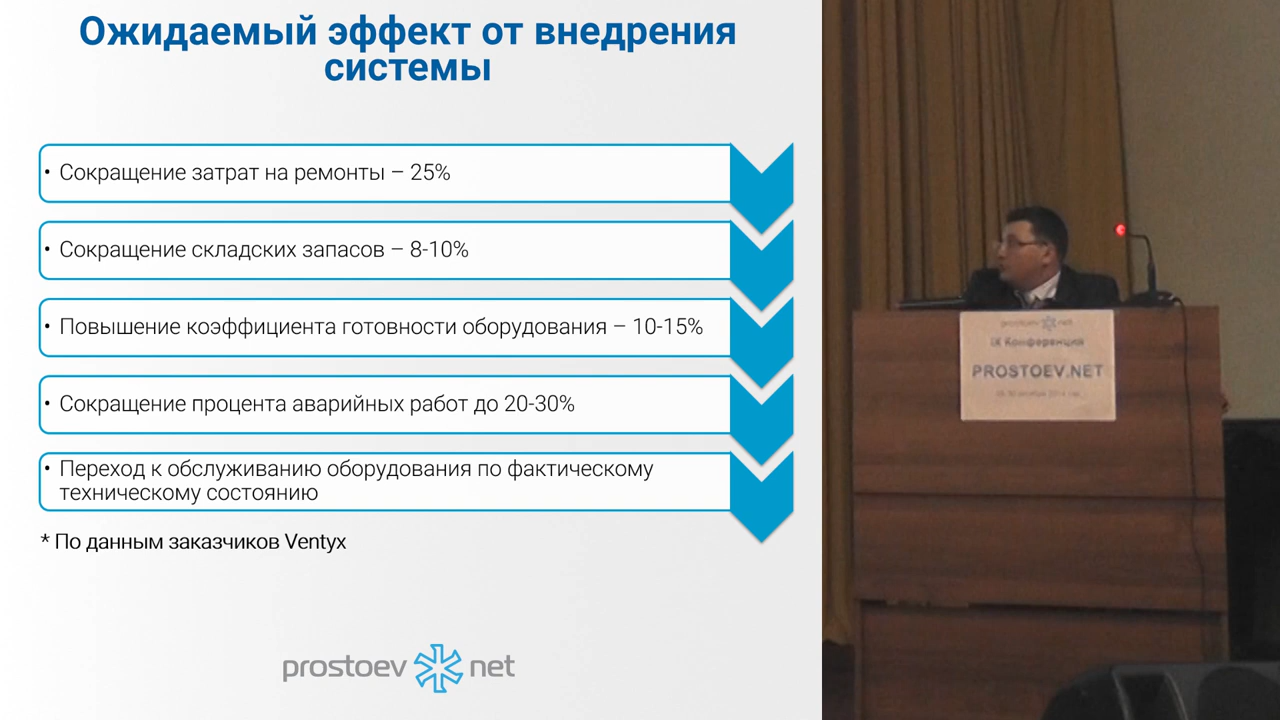 Ожидаемый эффект от внедрения
системы
• Сокращение затрат на ремонты – 25%
• Сокращение складских запасов – 8-10%
• Повышение коэффициента готовности оборудования – 10-15%
• Сокращение процента аварийных работ до 20-30%
• Переход к обслуживанию оборудования по фактическому
техническому состоянию
* По данным заказчиков Ventyx
prostoev net
prostoev net
IX Конференция
PROSTOEV.NET